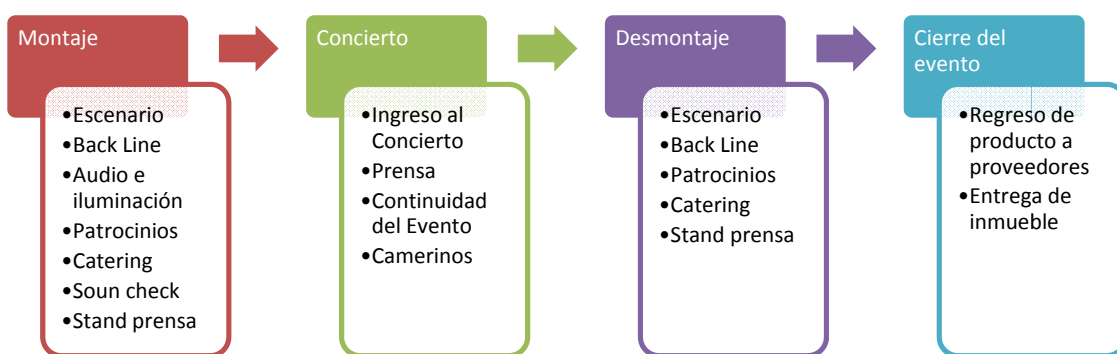 Montaje
•Escenario
•Back Line
•Audio e
iluminación
•Patrocinios
•Catering
•Soun check
•Stand prensa
Concierto
•Ingreso al
Concierto
•Prensa
•Continuidad
del Evento
•Camerinos
Desmontaje
•Escenario
•Back Line
•Patrocinios
•Catering
•Stand prensa
Cierre del
evento
•Regreso de
producto a
proveedores
•Entrega de
inmueble